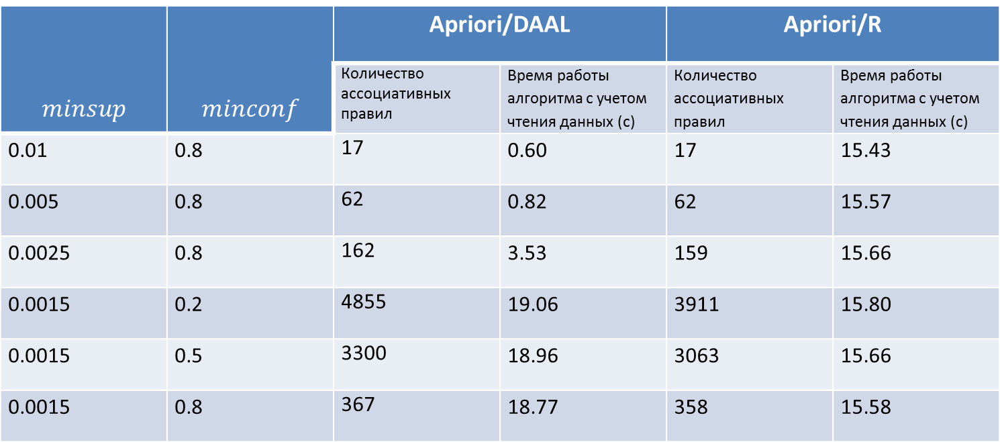 Apriori/DAAL Apriori/R
minsup minconf
Количество
ассоциативных
правил
Время работы
алгоритма с учетом
чтения данных (с)
Количество
ассоциативных
правил
Время работы
алгоритма с учетом
чтения данных (с)
0.01 0.8 17 0.60 17 15.43
0.005 0.8 62 0.82 62 15.57
0.0025 0.8 162 3.53 159 15.66
0.0015 0.2 4855 19.06 3911 15.80
0.0015 0.5 3300 18.96 3063 15.66
0.0015 0.8 367 18.77 358 15.58